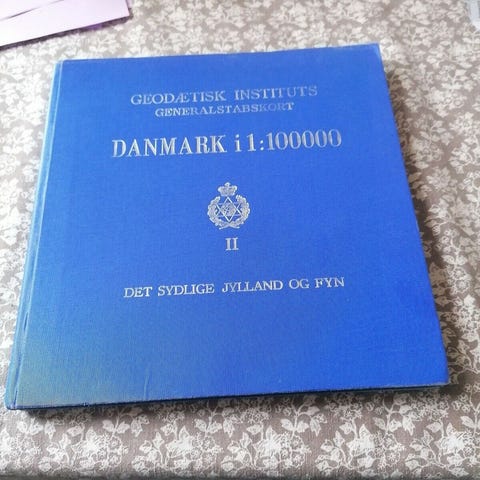 GEODÆTISK INSTITUTS
GENERALSTABSKORT
DANMARK i 1:100000
II
DET SYDLIGE JYLLAND OG FYN